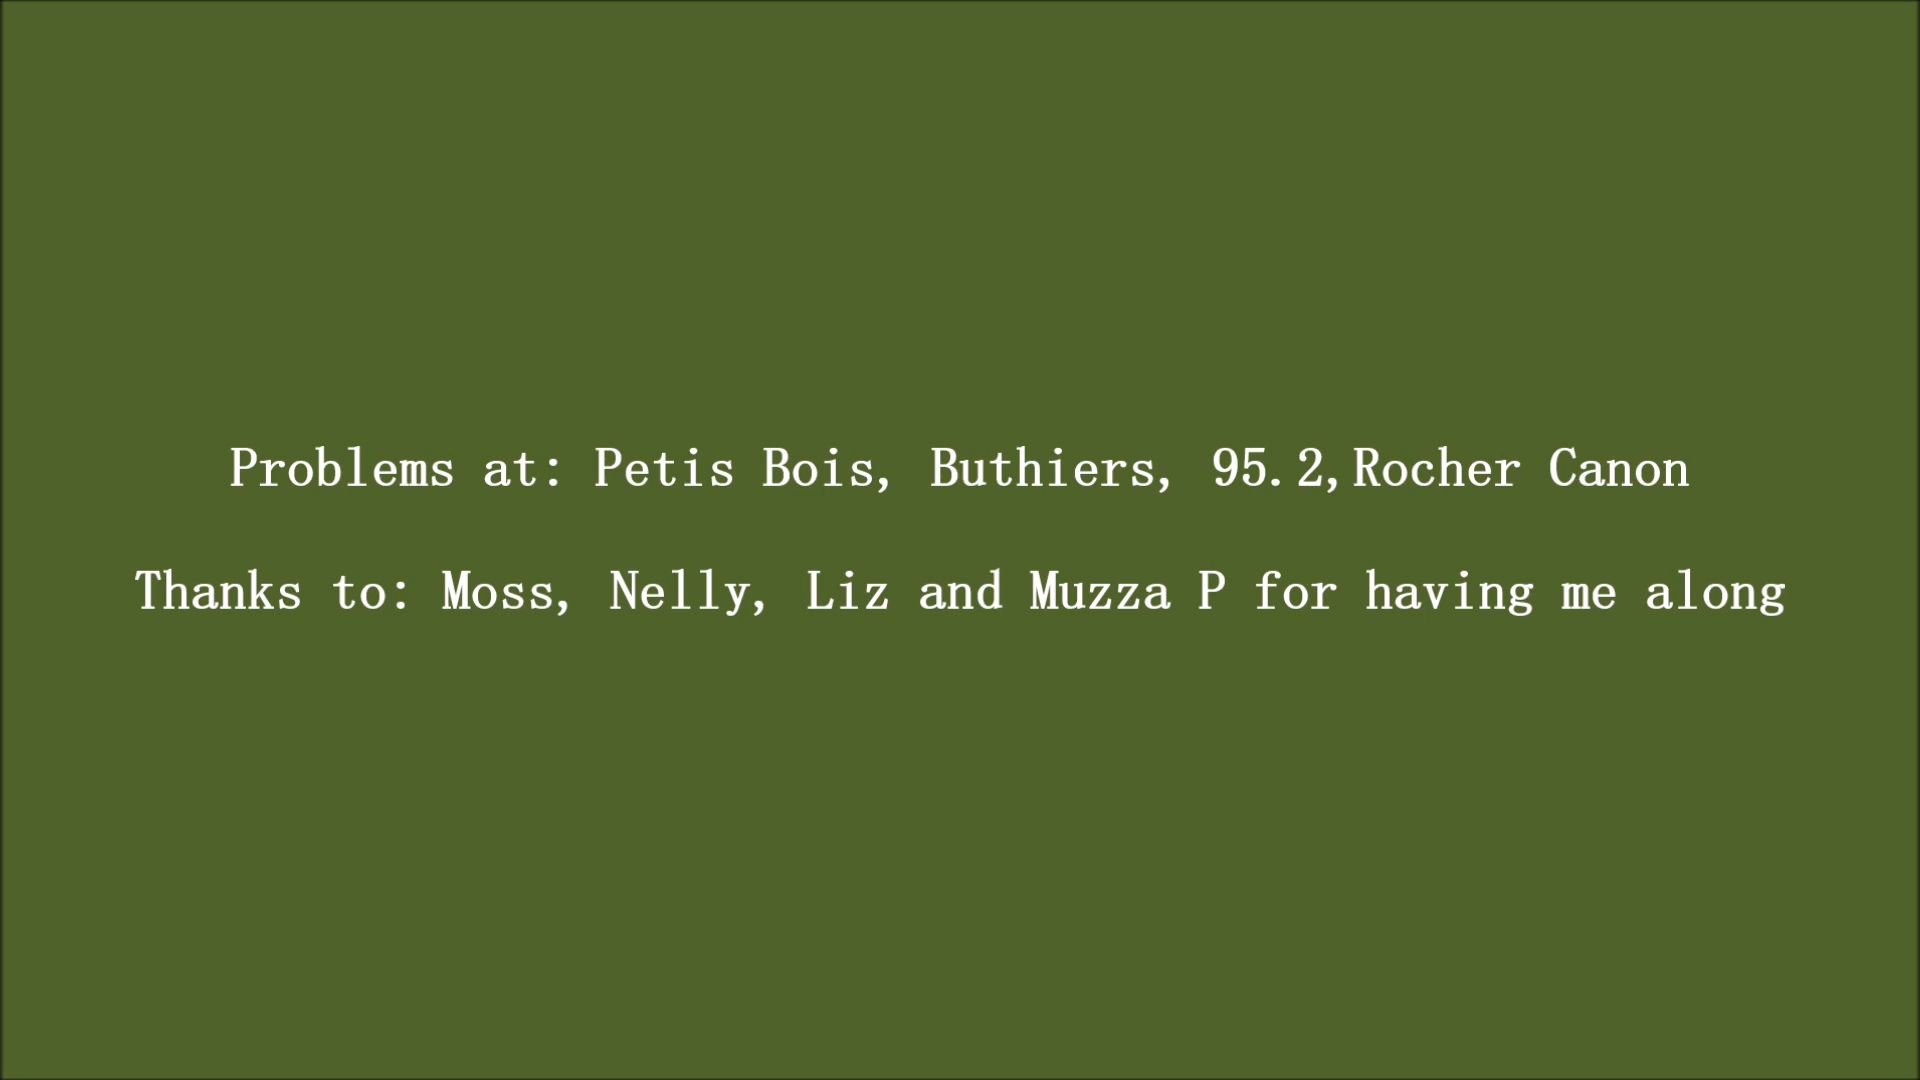 Problems at: Petis Bois, Buthiers, 95.2,Rocher Canon
Thanks to: Moss, Nelly, Liz and Muzza P for having me along